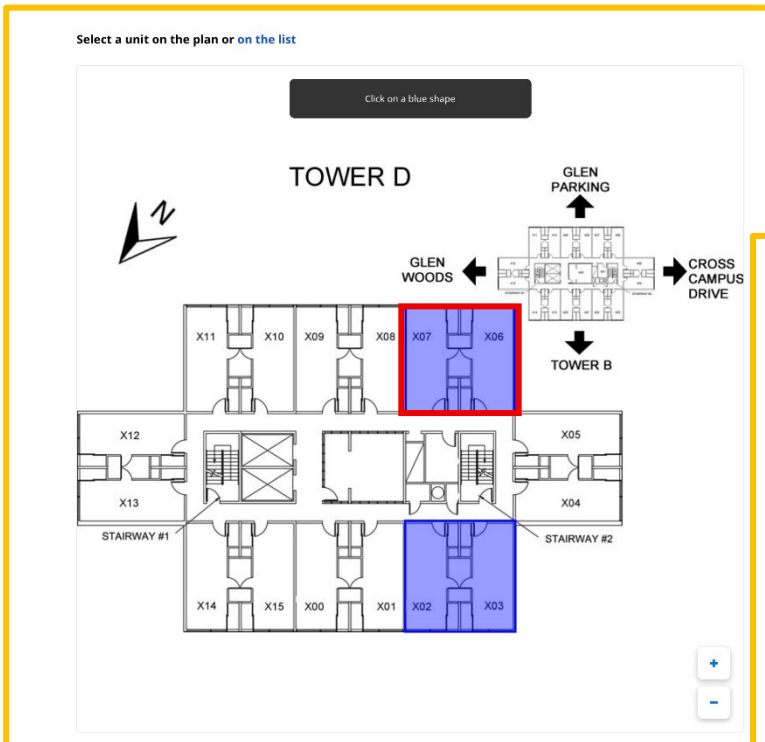 Select a unit on the plan or on the list
Click on a blue shape
TOWER D
N
GLEN
PARKING
GLEN
WOODS
CROSS
CAMPUS
DRIVE
TOWER B
X11 X10 X09 X08 X07 X06
X12
X05
X13
X04
STAIRWAY #1
STAIRWAY #2
X14 X15 X00 X01 X02 X03
+
−